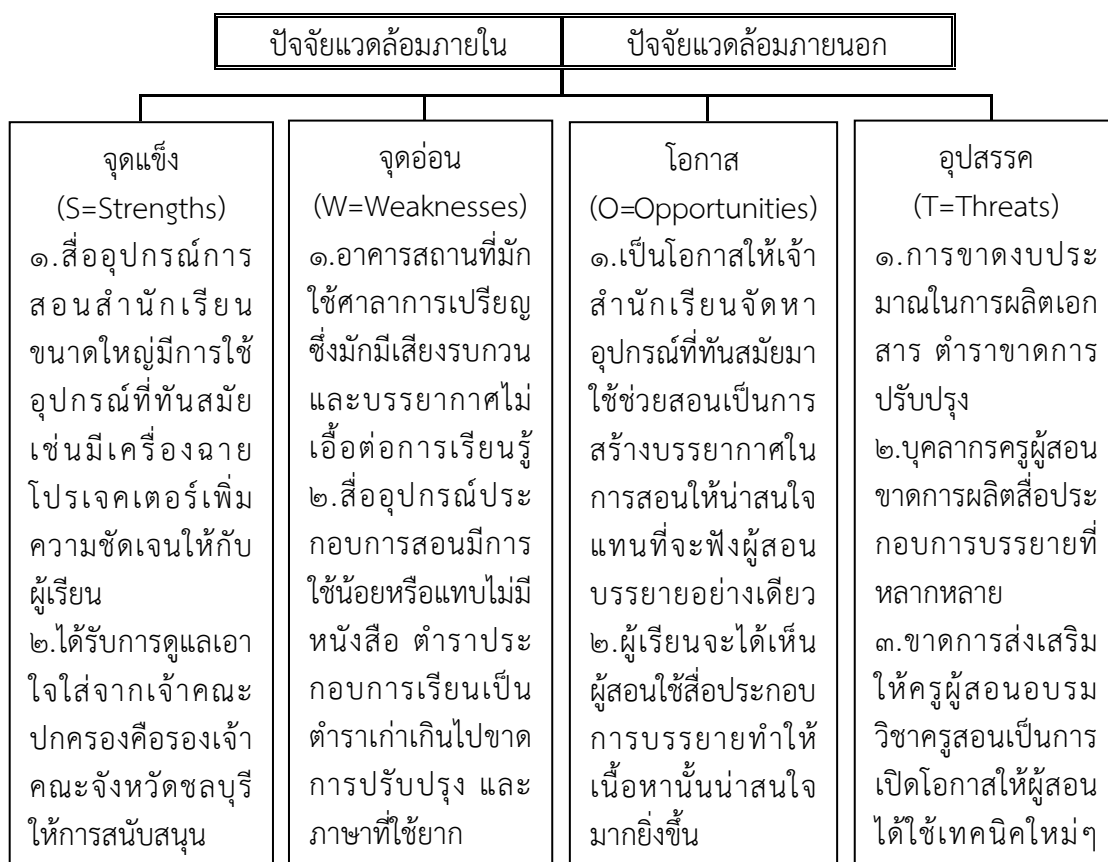 ปัจจัยแวดล้อมภายใน
ปัจจัยแวดล้อมภายนอก
จุดแข็ง
(S=Strengths)
๑.สื่ออุปกรณ์การ
สอนสำนักเรียน
ขนาดใหญ่มีการใช้
อุปกรณ์ที่ทันสมัย
เช่นมีเครื่องฉาย
โปรเจคเตอร์เพิ่ม
ความชัดเจนให้กับ
ผู้เรียน
๒.ได้รับการดูแลเอา
ใจใส่จากเจ้าคณะ
ปกครองคือรองเจ้า
คณะจังหวัดชลบุรี
ให้การสนับสนุน
จุดอ่อน
(W=Weaknesses)
๑.อาคารสถานที่มัก
ใช้ศาลาการเปรียญ
ซึ่งมักมีเสียงรบกวน
และบรรยากาศไม่
เอื้อต่อการเรียนรู้
๒.สื่ออุปกรณ์ประ
กอบการสอนมีการ
ใช้น้อยหรือแทบไม่มี
หนังสือ ตำราประ
กอบการเรียนเป็น
ตำราเก่าเกินไปขาด
การปรับปรุง และ
ภาษาที่ใช้ยาก
โอกาส
(O=Opportunities)
๑.เป็นโอกาสให้เจ้า
สำนักเรียนจัดหา
อุปกรณ์ที่ทันสมัยมา
ใช้ช่วยสอนเป็นการ
สร้างบรรยากาศใน
การสอนให้น่าสนใจ
แทนที่จะฟังผู้สอน
บรรยายอย่างเดียว
๒.ผู้เรียนจะได้เห็น
ผู้สอนใช้สื่อประกอบ
การบรรยายทำให้
เนื้อหานั้นน่าสนใจ
มากยิ่งขึ้น
อุปสรรค
(T=Threats)
๑.การขาดงบประ
มาณในการผลิตเอก
สาร ตำราขาดการ
ปรับปรุง
๒.บุคลากรครูผู้สอน
ขาดการผลิตสื่อประ
กอบการบรรยายที่
หลากหลาย
๓.ขาดการส่งเสริม
ให้ครูผู้สอนอบรม
วิชาครูสอนเป็นการ
เปิดโอกาสให้ผู้สอน
ได้ใช้เทคนิคใหม่ๆ